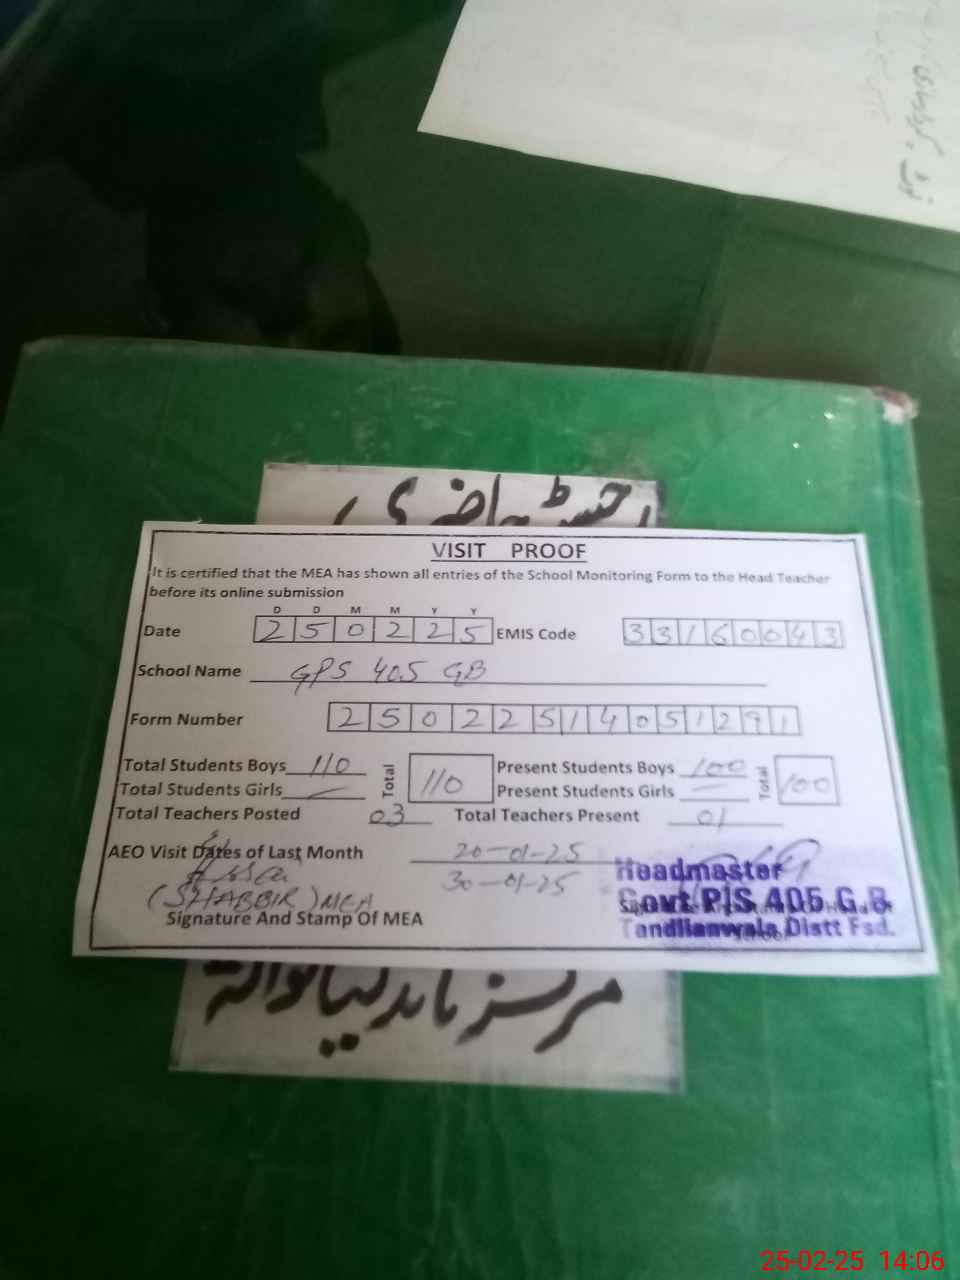 رجسٹر حاضری
VISIT PROOF
It is certified that the MEA has shown all entries of the School Monitoring Form to the Head Teacher
before its online submission
D D M M Y Y
Date 250225 EMIS Code 33160043
School Name GPS 405 GB
Form Number 25022514051291
Total Students Boys 110 Total 110 Present Students Boys 100 Total 100
Total Students Girls — Present Students Girls —
Total Teachers Posted 03 Total Teachers Present 01
AEO Visit Dates of Last Month 20-01-25
30-01-25
(SHABBIR) MEA
Signature And Stamp Of MEA
Headmaster
Govt. P/S 405 G.B.
Tandlianwala Distt Fsd.
مرکز تاندلیانوالہ
25-02-25 14:06